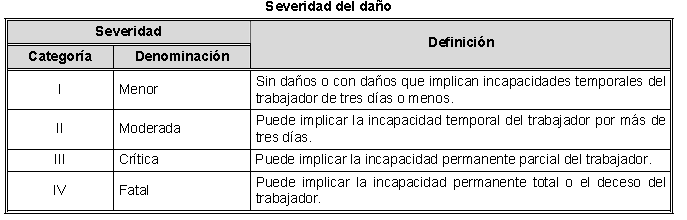 Severidad del daño
Severidad
Definición
Categoría Denominación
I Menor Sin daños o con daños que implican incapacidades temporales del
trabajador de tres días o menos.
II Moderada Puede implicar la incapacidad temporal del trabajador por más de
tres días.
III Crítica Puede implicar la incapacidad permanente parcial del trabajador.
IV Fatal Puede implicar la incapacidad permanente total o el deceso del
trabajador.